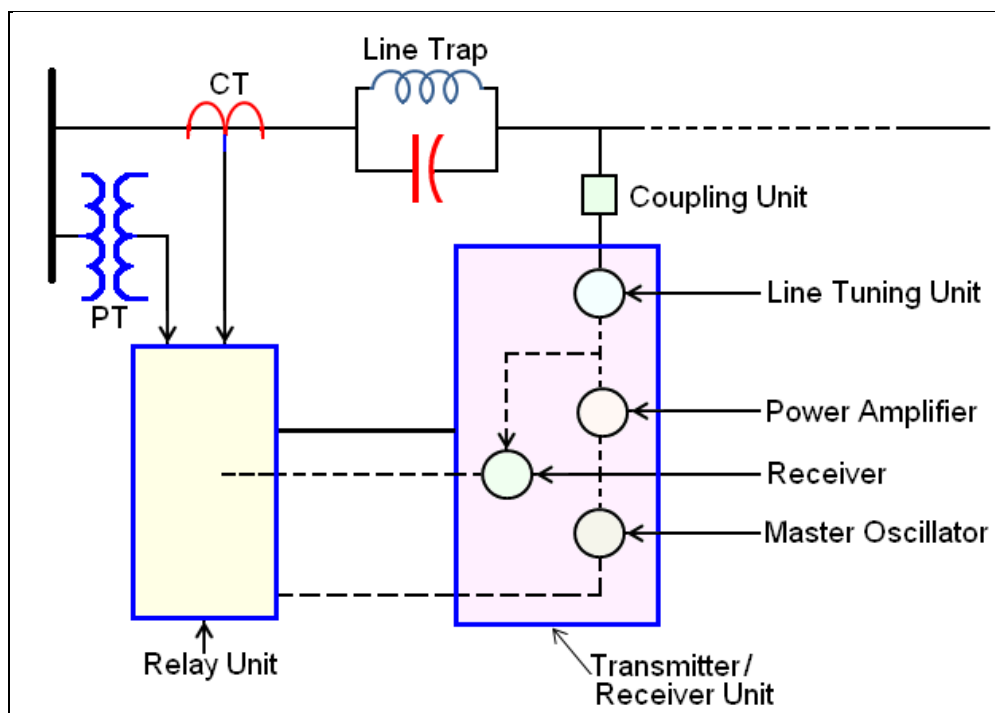 Line Trap
CT
Coupling Unit
Line Tuning Unit
PT
Power Amplifier
Receiver
Master Oscillator
Relay Unit
Transmitter/
Receiver Unit